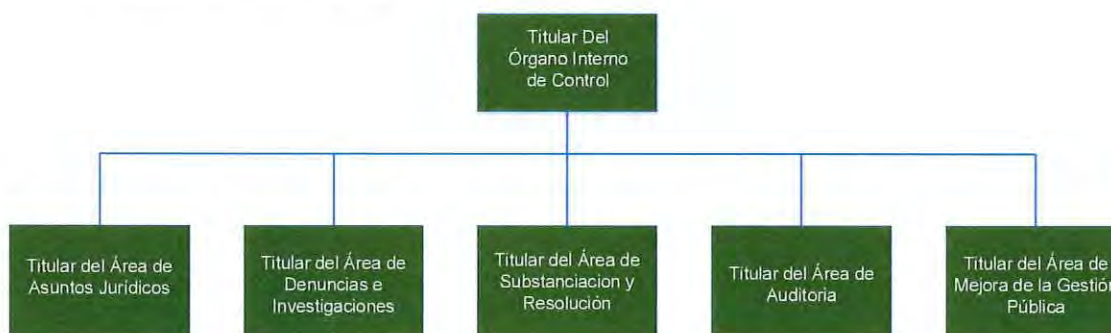 Titular Del
Órgano Interno
de Control
Titular del Área de
Asuntos Jurídicos
Titular del Área de
Denuncias e
Investigaciones
Titular del Área de
Substanciacion y
Resolución
Titular del Área de
Auditoria
Titular del Área de
Mejora de la Gestión
Pública